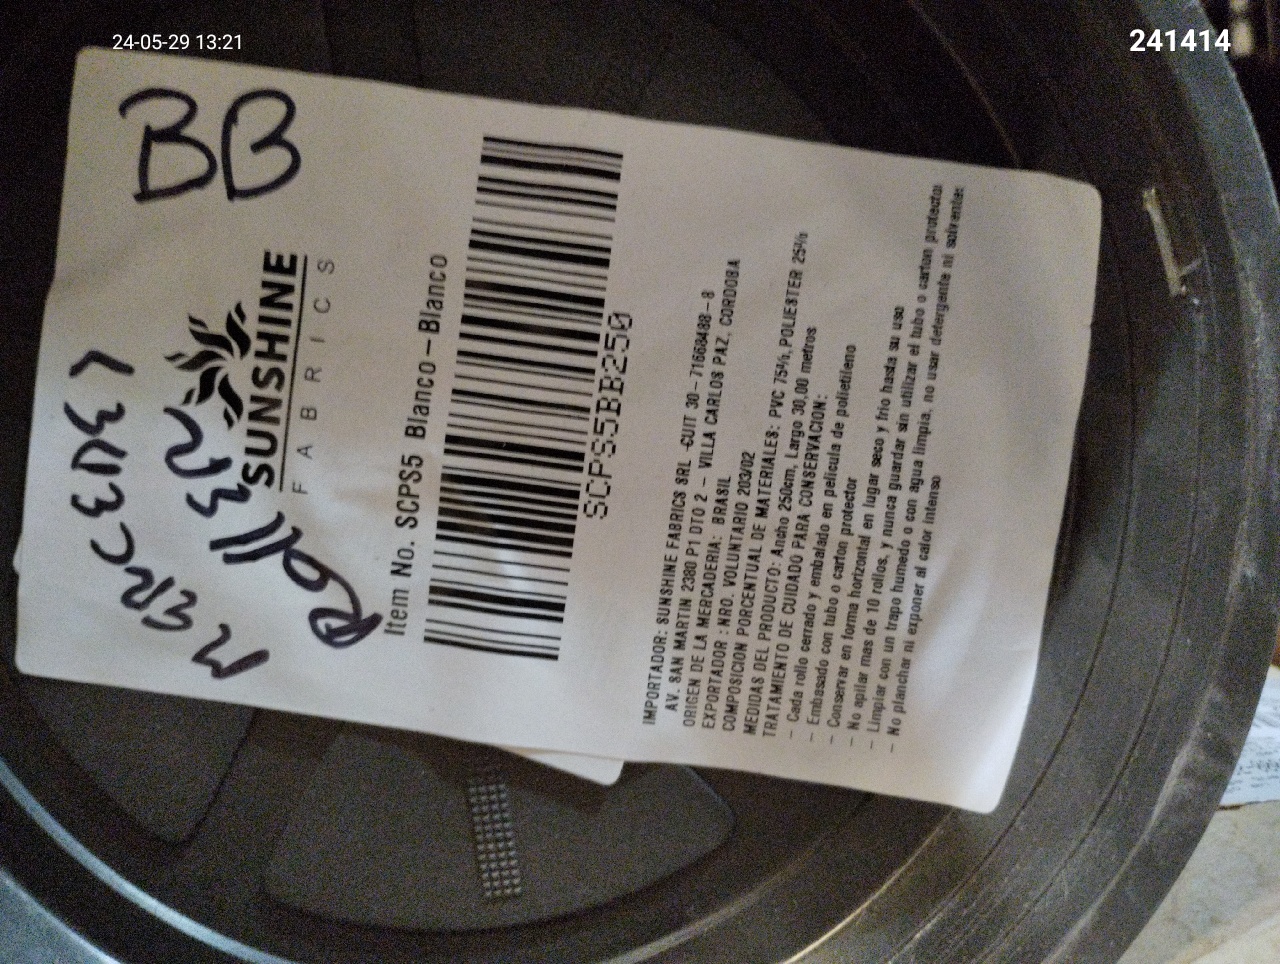 24-05-29 13:21
241414
BB
MERCEDES
RollER
SUNSHINE
FABRICS
Item No. SCPS5 Blanco-Blanco
SCPS5BB250
IMPORTADOR: SUNSHINE FABRICS SRL -CUIT 30-71668488-8
AV. SAN MARTIN 2380 P1 DTO 2 - VILLA CARLOS PAZ, CORDOBA
ORIGEN DE LA MERCADERIA: BRASIL
EXPORTADOR : NRO. VOLUNTARIO 203/02
COMPOSICION PORCENTUAL DE MATERIALES: PVC 75%, POLIESTER 25%
MEDIDAS DEL PRODUCTO: Ancho 250cm, Largo 30,00 metros
TRATAMIENTO DE CUIDADO PARA CONSERVACION:
- Cada rollo cerrado y embalado en pelicula de polietileno
- Embasado con tubo o carton protector
- Conservar en forma horizontal en lugar seco y frio hasta su uso
- No apilar mas de 10 rollos, y nunca guardar sin utilizar el tubo o carton protector
- Limpiar con un trapo humedo o con agua limpia, no usar detergente ni solventes
- No planchar ni exponer al calor intenso